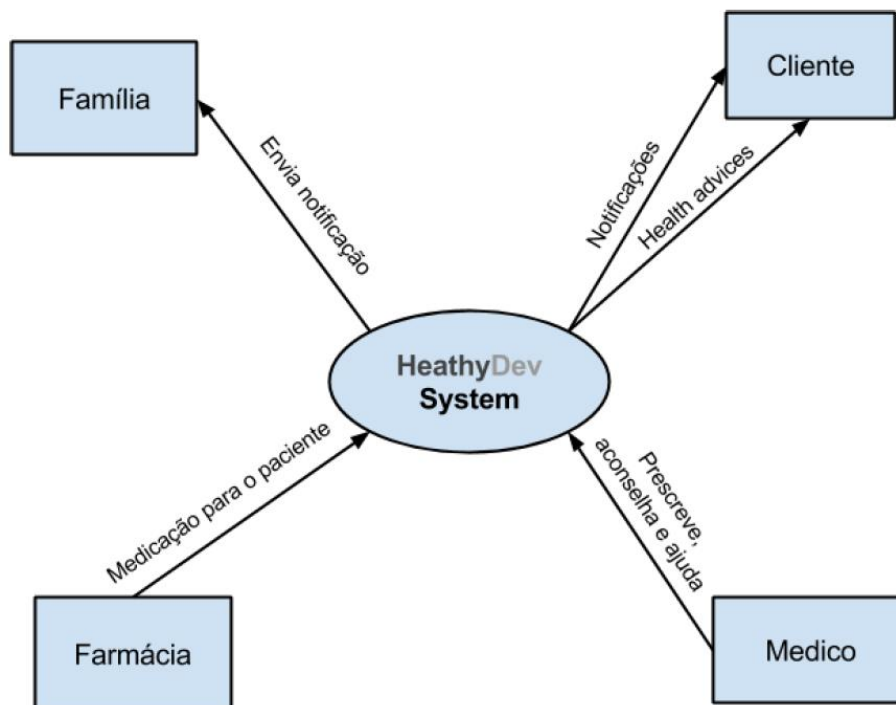 Família
Cliente
Envia notificação
Notificações
Health advices
HeathyDev
System
Medicação para o paciente
Prescreve,
aconselha e ajuda
Farmácia
Medico